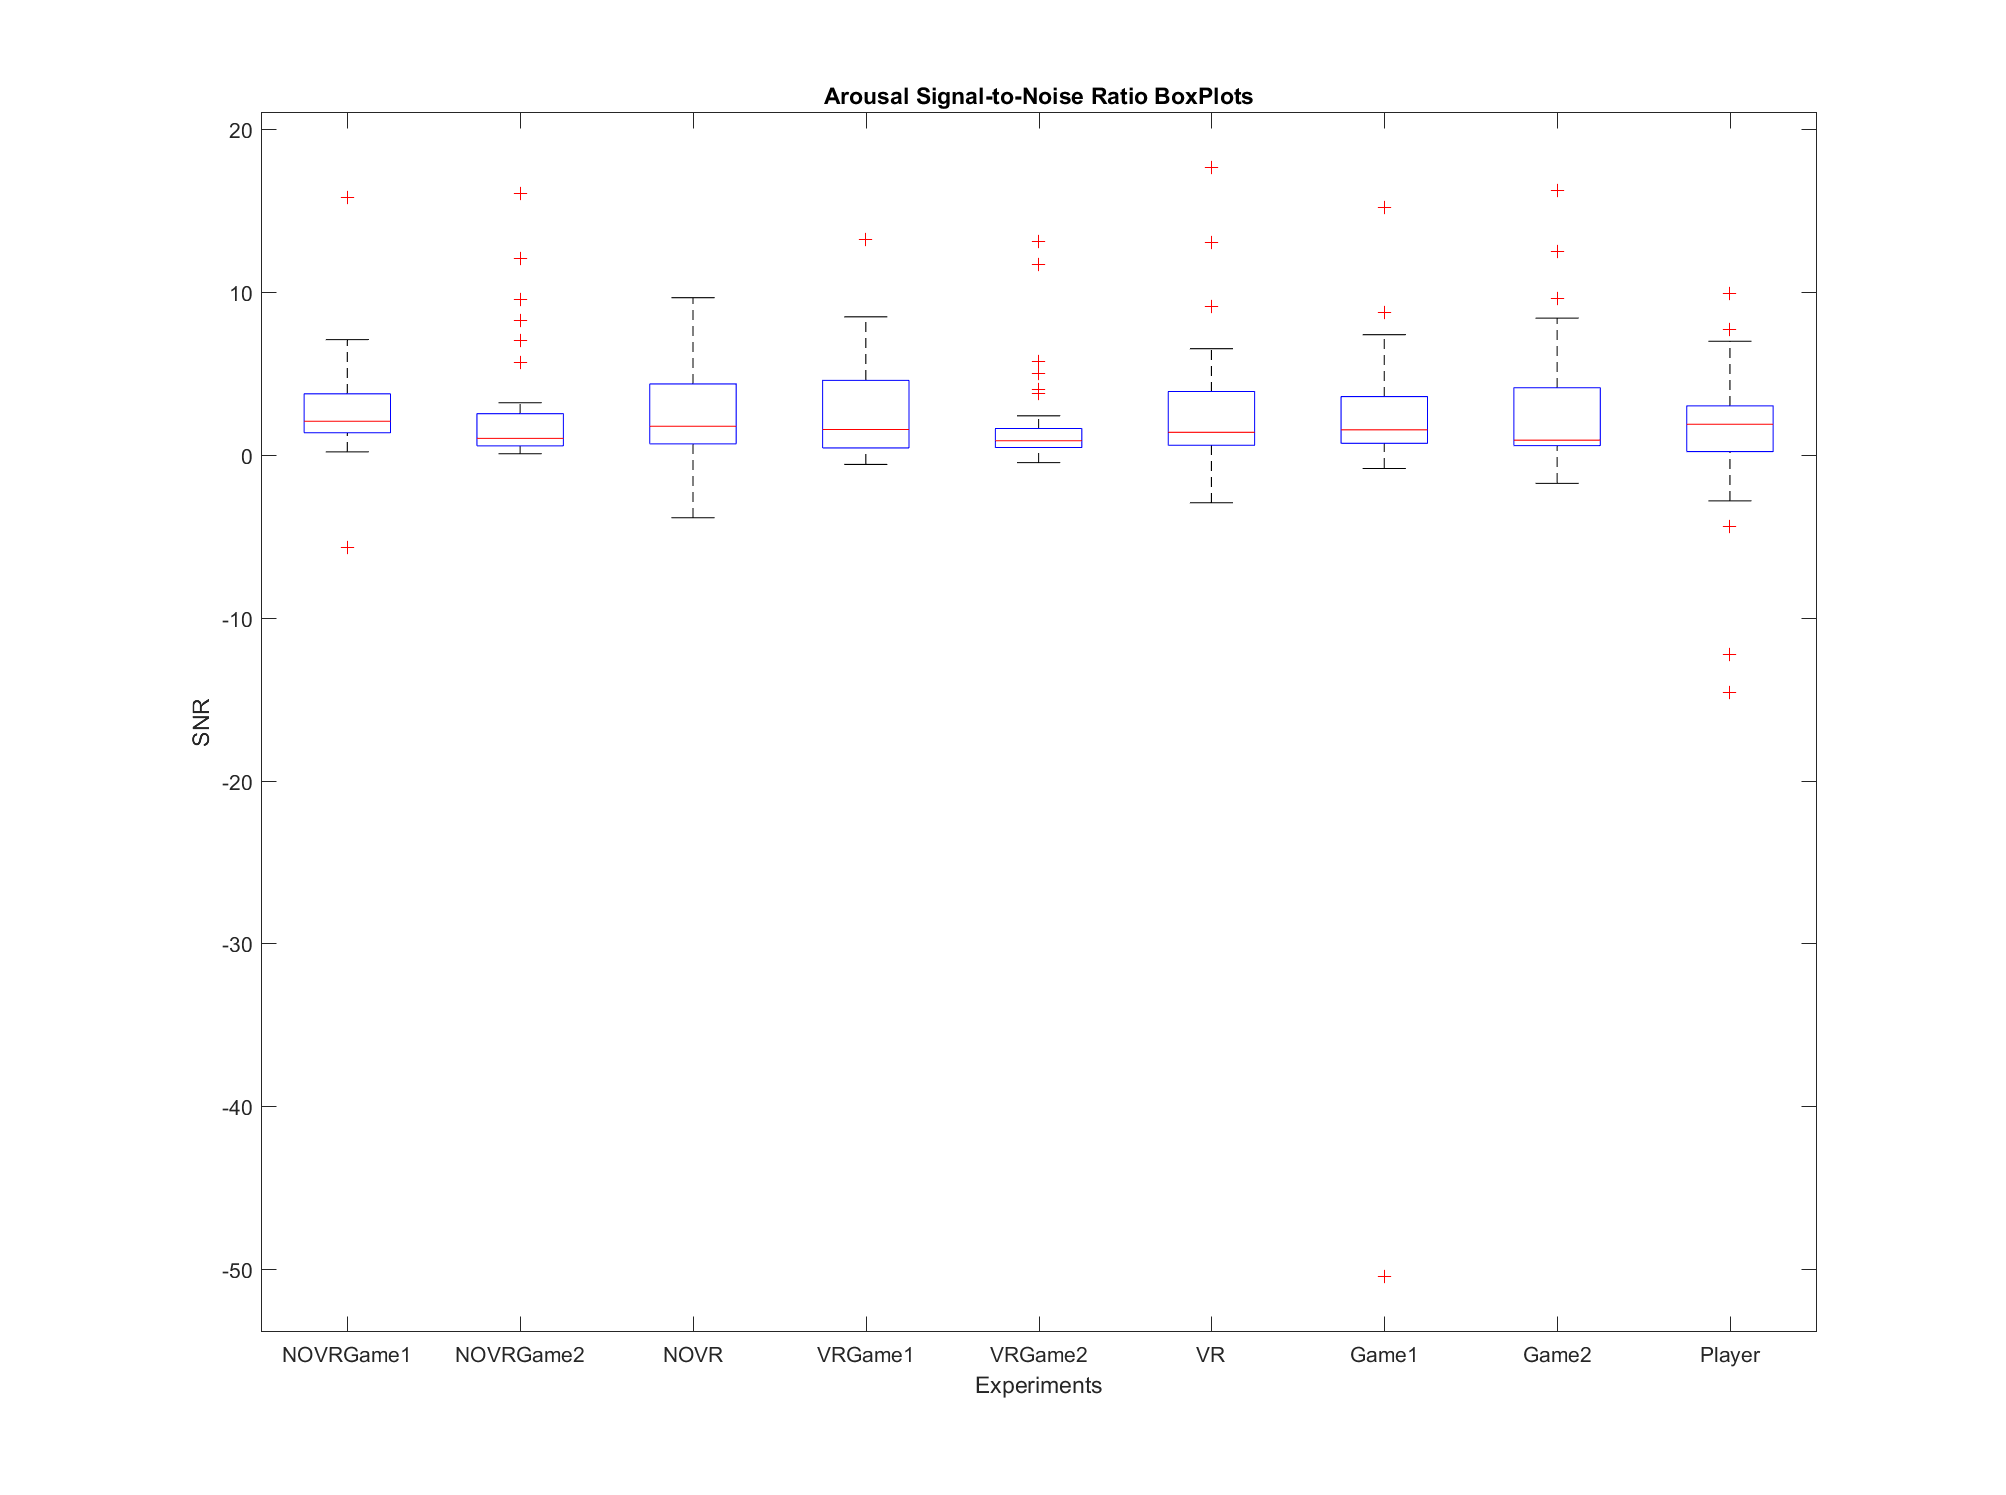 Arousal Signal-to-Noise Ratio BoxPlots
20
10
0
-10
-20
-30
-40
-50
SNR
NOVRGame1 NOVRGame2 NOVR VRGame1 VRGame2 VR Game1 Game2 Player
Experiments